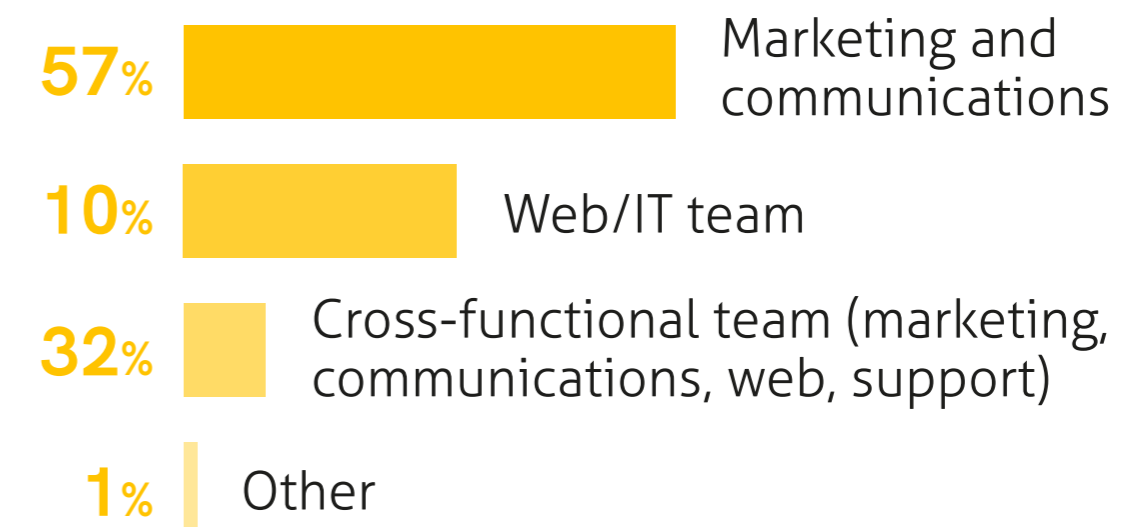 57% Marketing and
communications
10% Web/IT team
32% Cross-functional team (marketing,
communications, web, support)
1% Other